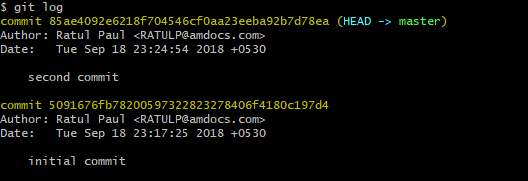 $ git log
commit 85ae4092e6218f704546cf0aa23eeba92b7d78ea (HEAD -> master)
Author: Ratul Paul <RATULP@amdocs.com>
Date:   Tue Sep 18 23:24:54 2018 +0530
second commit
commit 5091676fb78200597322823278406f4180c197d4
Author: Ratul Paul <RATULP@amdocs.com>
Date:   Tue Sep 18 23:17:25 2018 +0530
initial commit